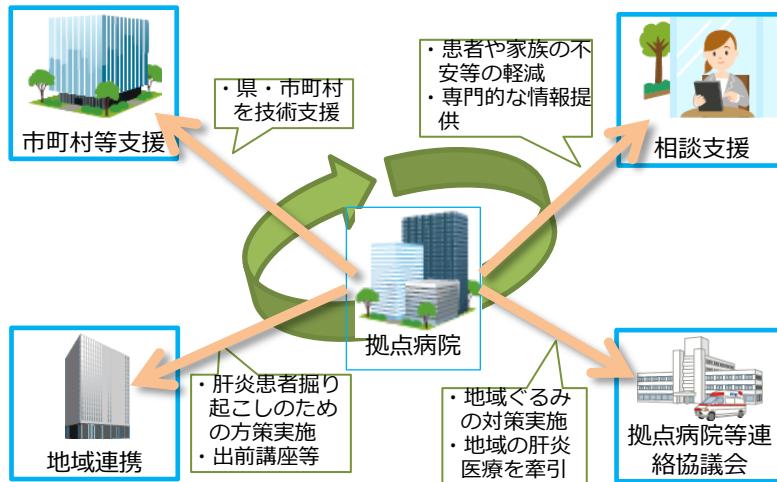 ・県・市町村
を技術支援
市町村等支援
・患者や家族の不
安等の軽減
・専門的な情報提
供
相談支援
拠点病院
・肝炎患者掘り
起こしのため
の方策実施
・出前講座等
地域連携
・地域ぐるみ
の対策実施
・地域の肝炎
医療を牽引
拠点病院等連
絡協議会